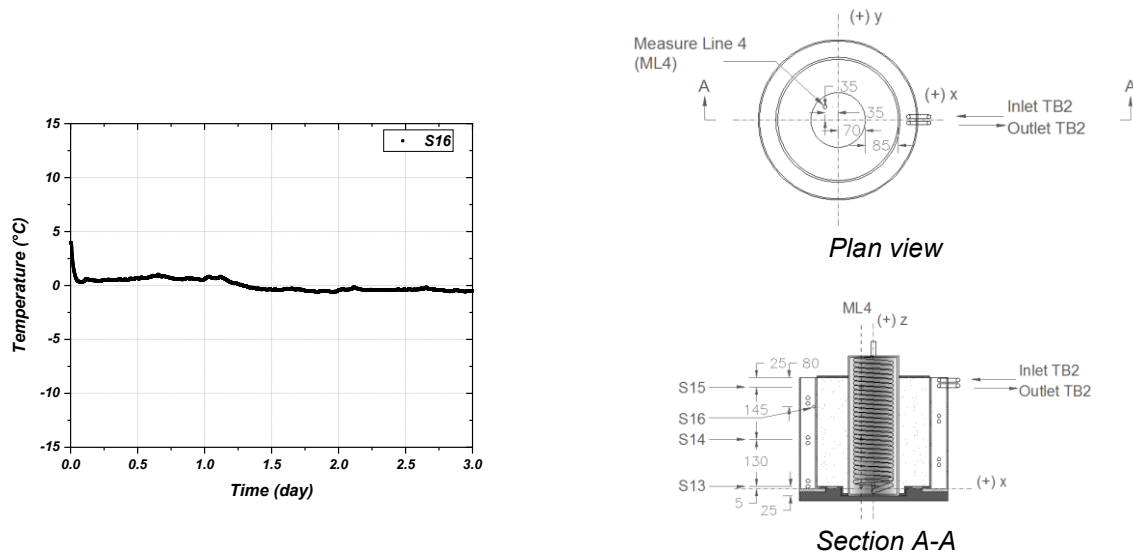 Temperature (°C)
15
10
5
0
-5
-10
-15
S16
0.0 0.5 1.0 1.5 2.0 2.5 3.0
Time (day)
(+) y
Measure Line 4
(ML4)
A
A
35
(+) x
35
Inlet TB2
Outlet TB2
70
85
Plan view
ML4
(+) z
25 80
Inlet TB2
Outlet TB2
S15
145
S16
S14
130
S13
(+) x
5
25
Section A-A